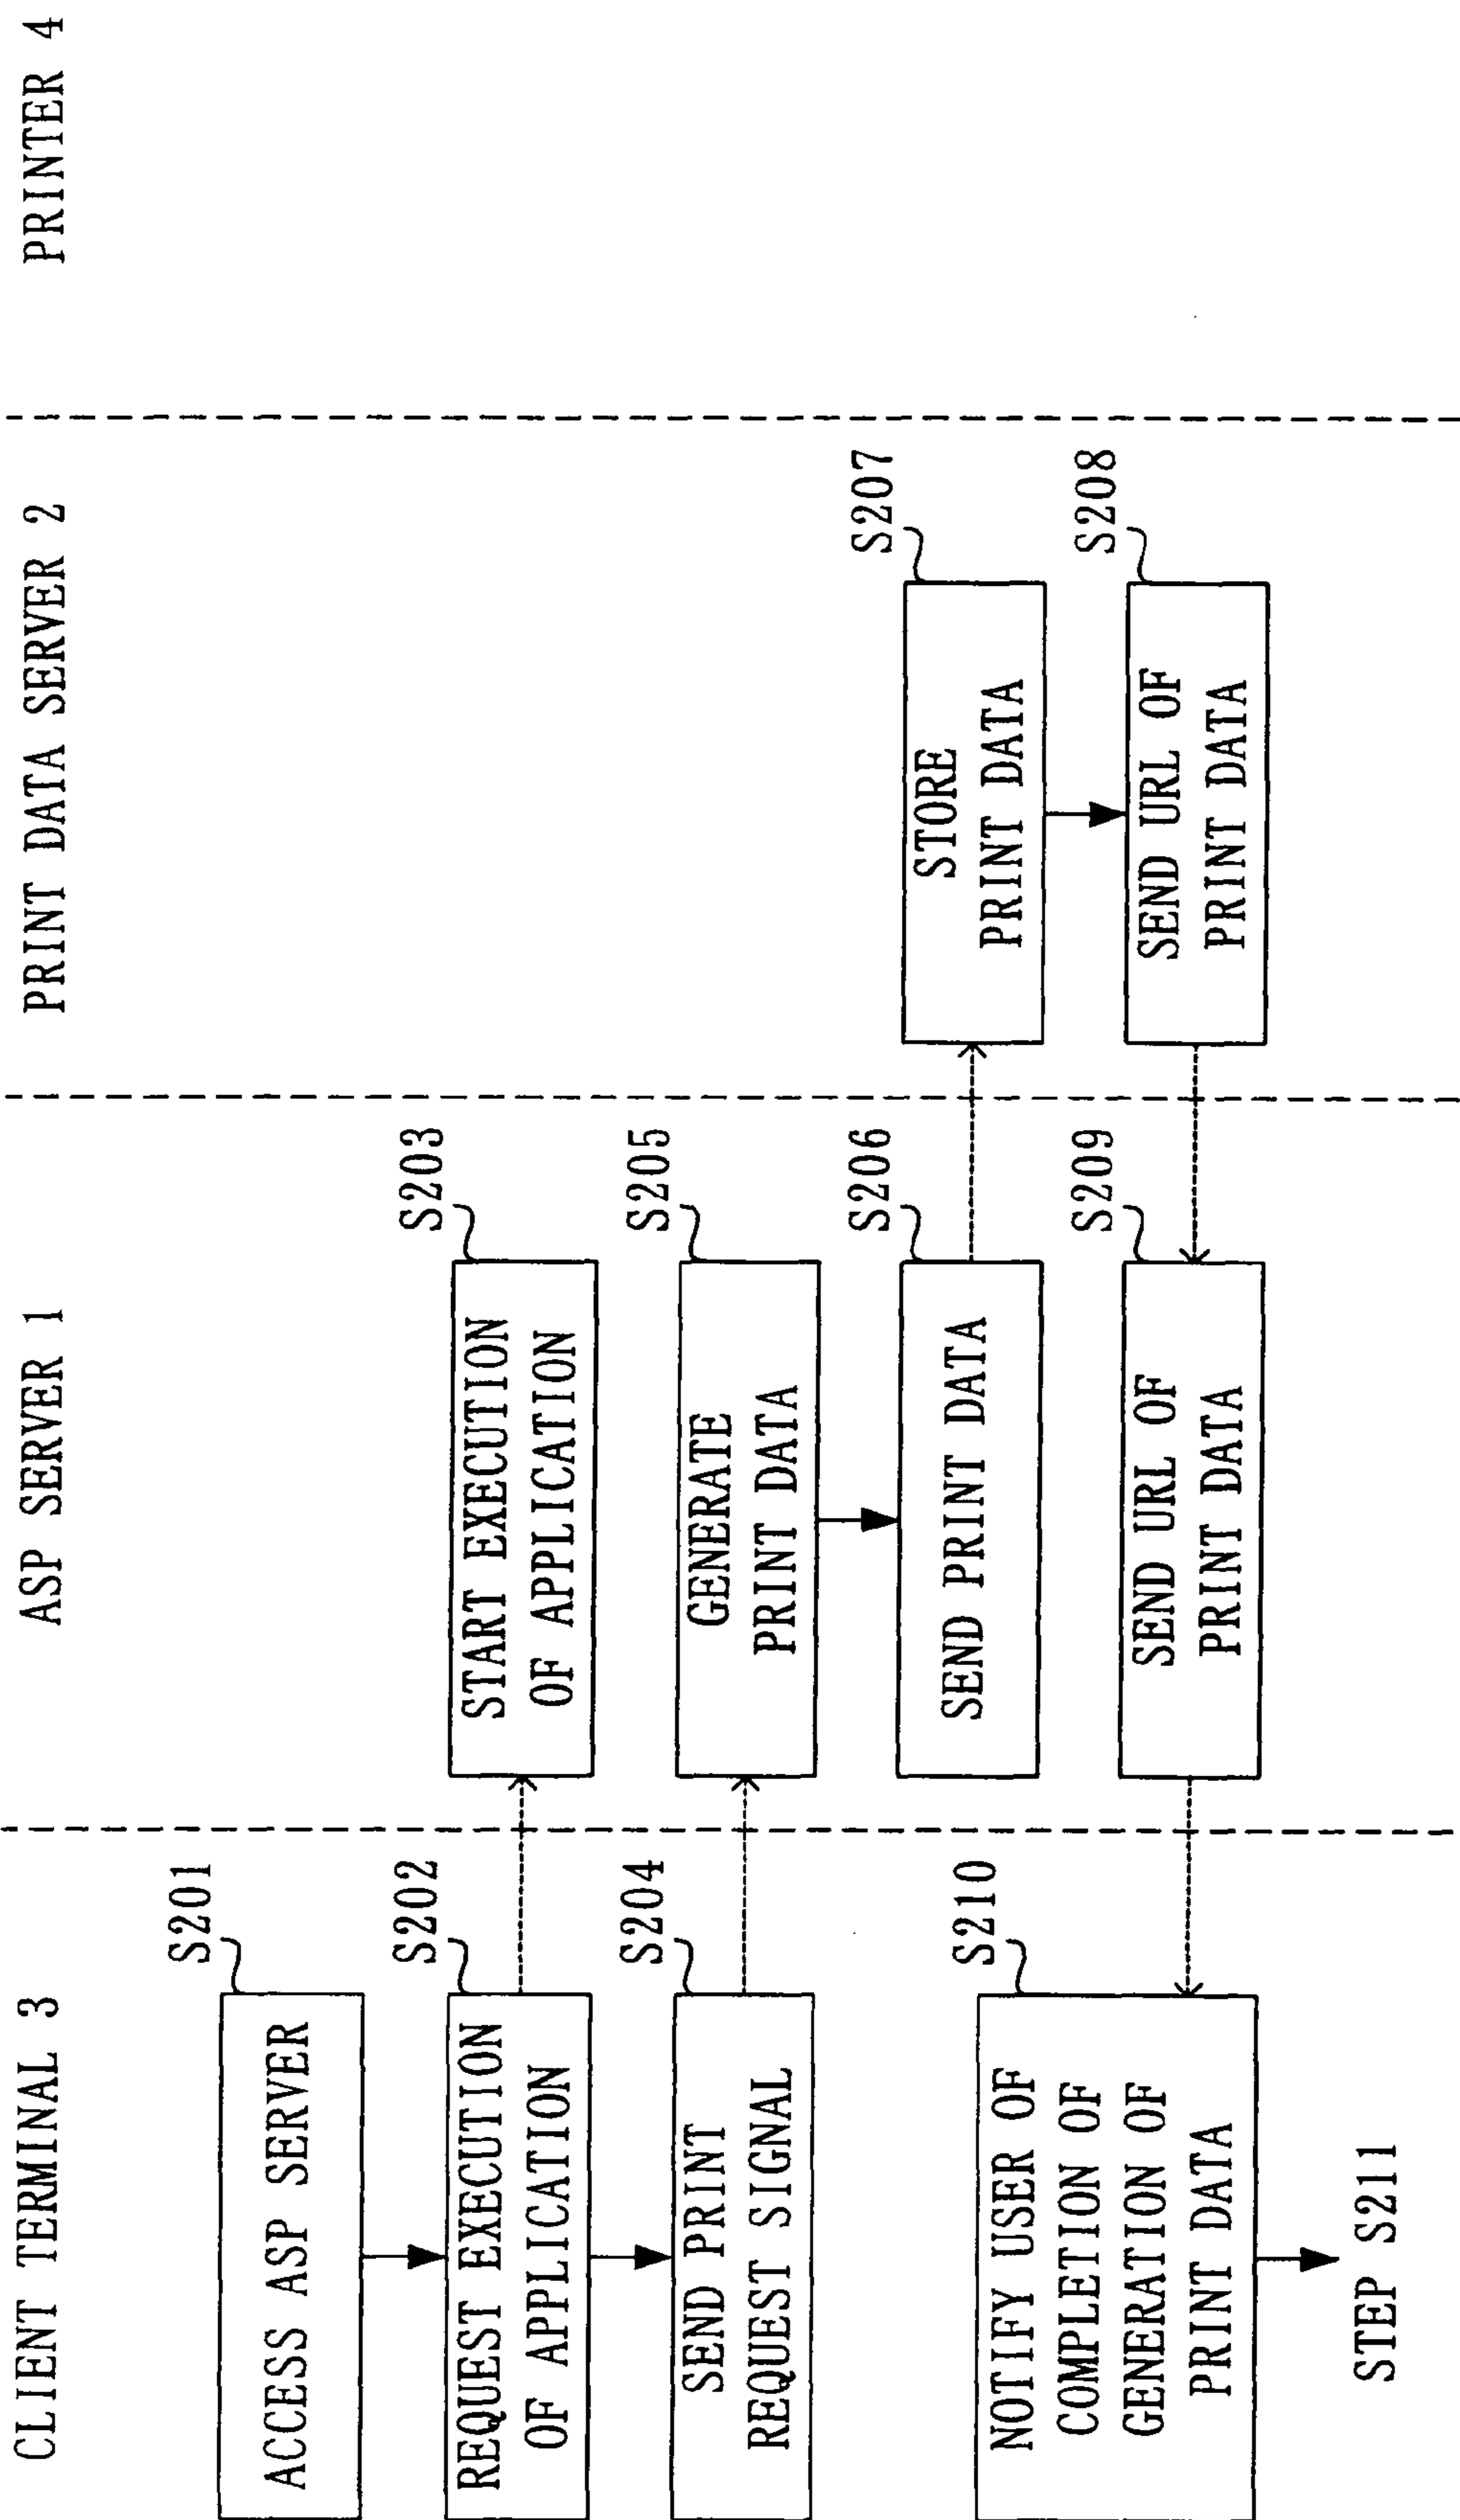 CLIENT TERMINAL 3
ASP SERVER 1
PRINT DATA SERVER 2
PRINTER 4
S201
ACCESS ASP SERVER
S202
REQUEST EXECUTION
OF APPLICATION
S203
START EXECUTION
OF APPLICATION
S204
SEND PRINT
REQUEST SIGNAL
S205
GENERATE
PRINT DATA
S206
SEND PRINT DATA
S207
STORE
PRINT DATA
S208
SEND URL OF
PRINT DATA
S209
SEND URL OF
PRINT DATA
S210
NOTIFY USER OF
COMPLETION OF
GENERATION OF
PRINT DATA
STEP S211